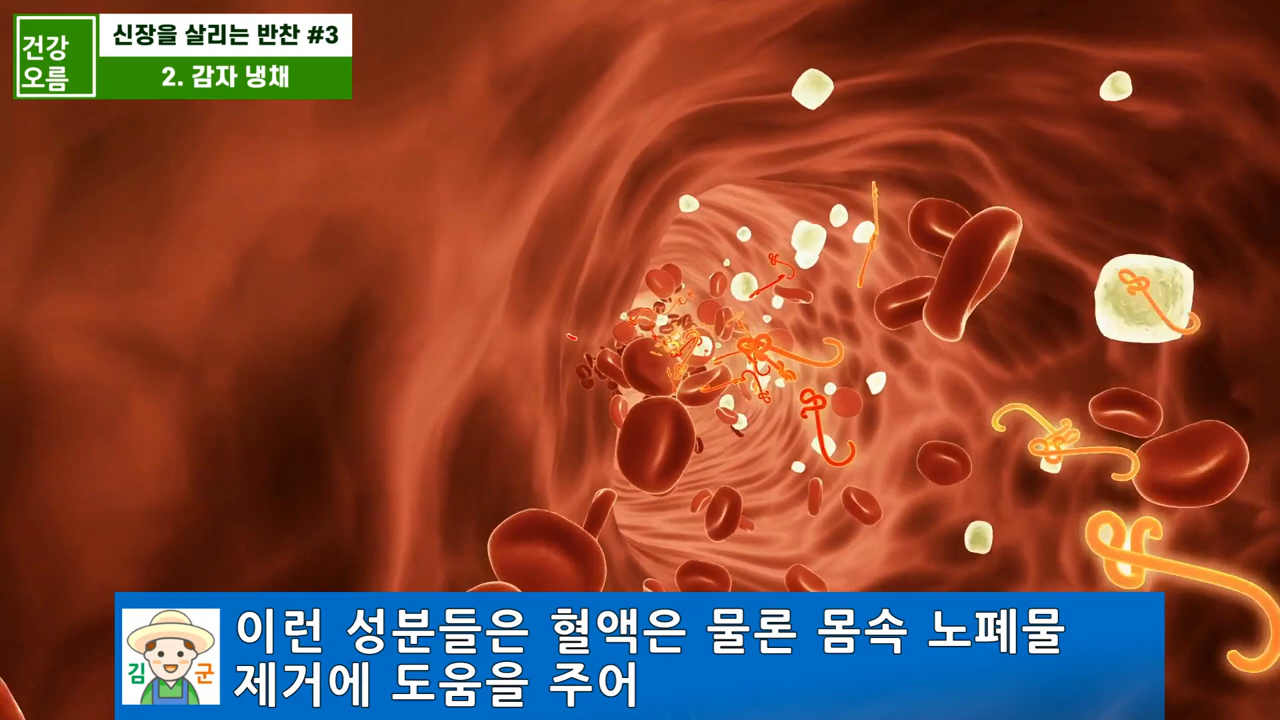 건강
오름
신장을 살리는 반찬 #3
2. 감자 냉채
김 군
이런 성분들은 혈액은 물론 몸속 노폐물
제거에 도움을 주어